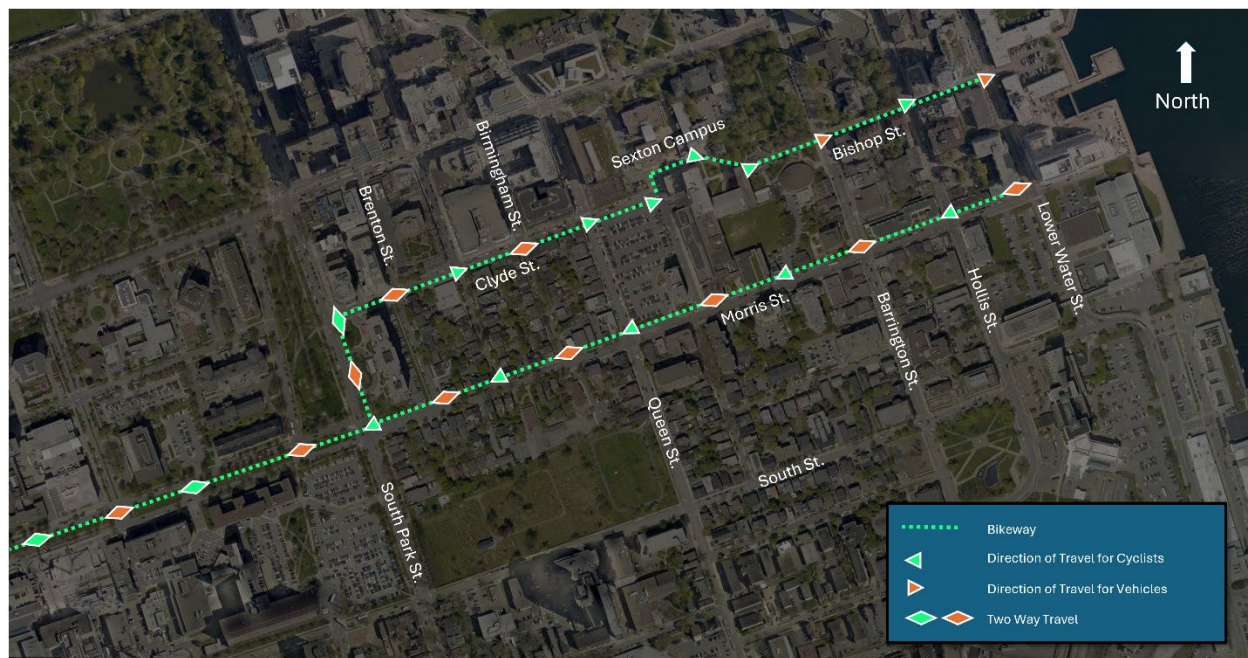 North
Sexton Campus
Bishop St.
Birmingham St.
Brenton St.
Clyde St.
Morris St.
Lower Water St.
Hollis St.
Barrington St.
Queen St.
South St.
South Park St.
Bikeway
Direction of Travel for Cyclists
Direction of Travel for Vehicles
Two Way Travel